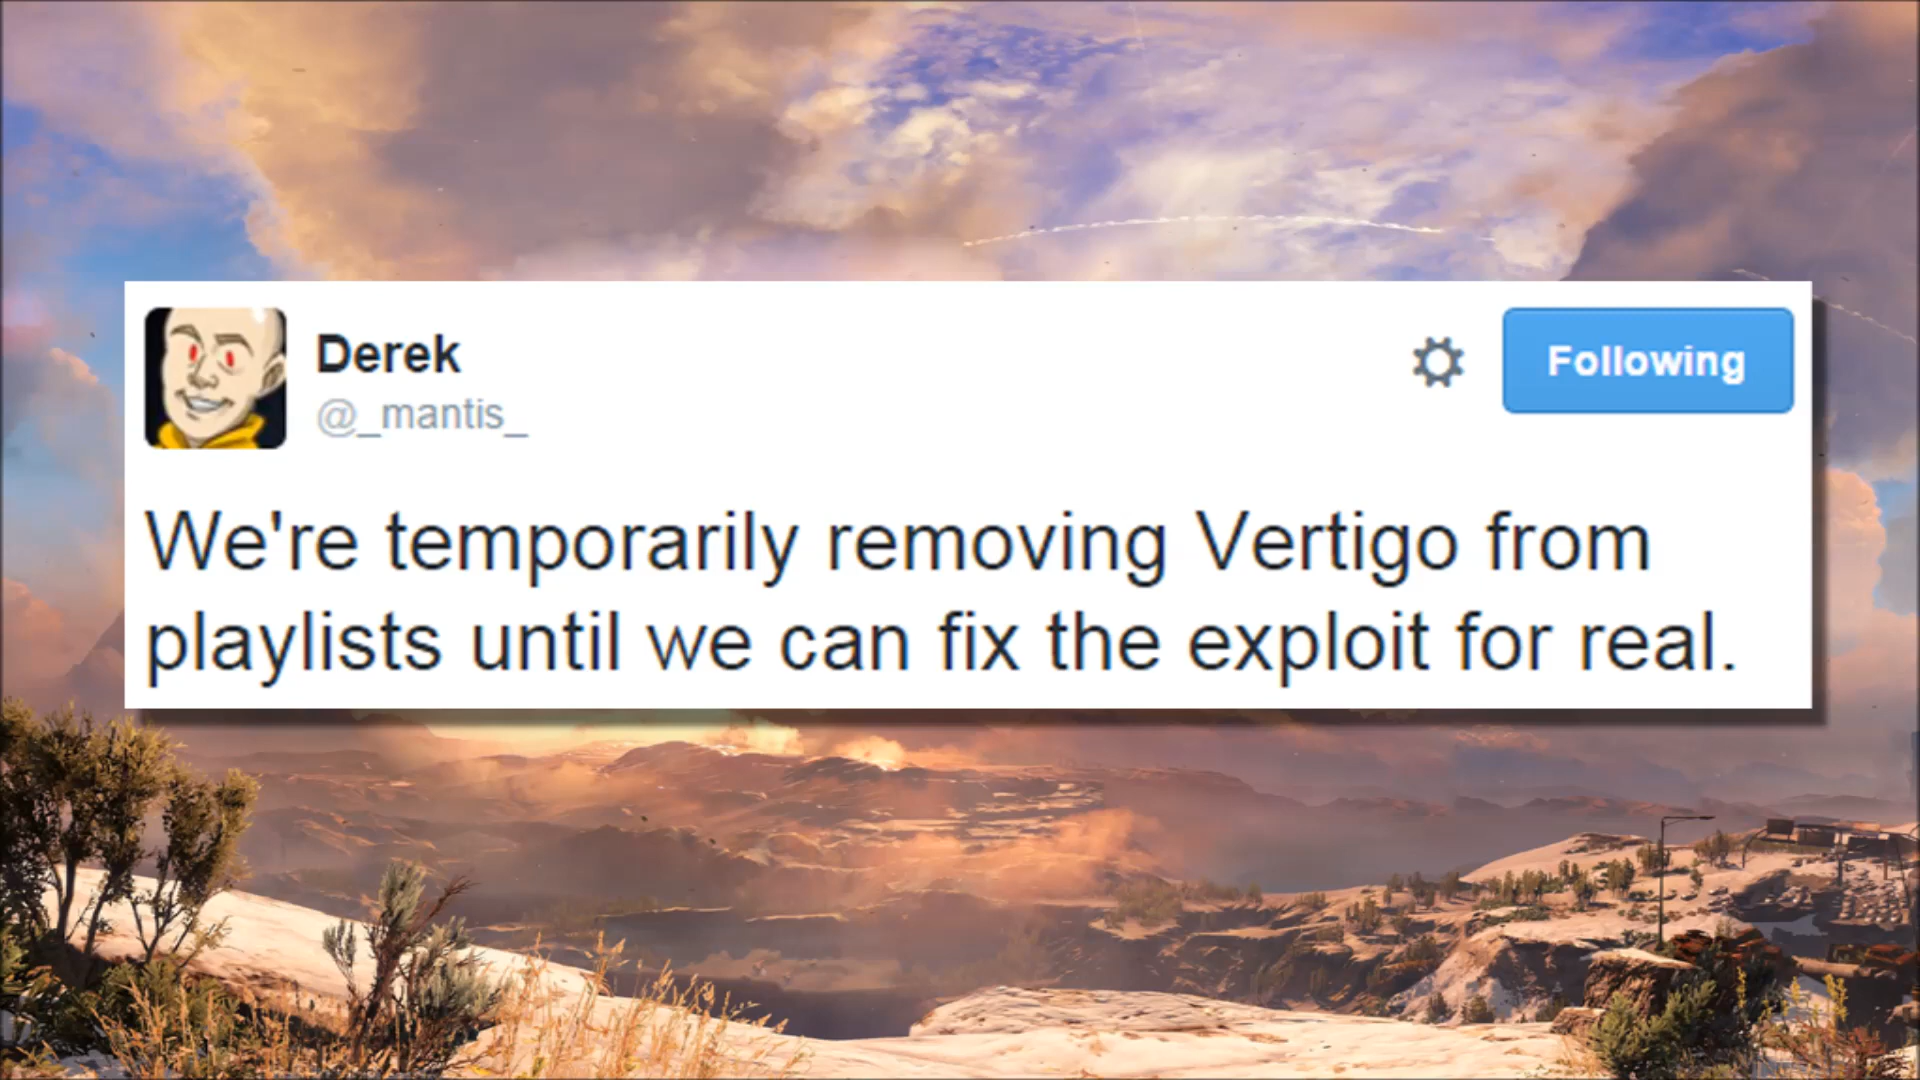 Derek
@_mantis_
Following
We're temporarily removing Vertigo from
playlists until we can fix the exploit for real.